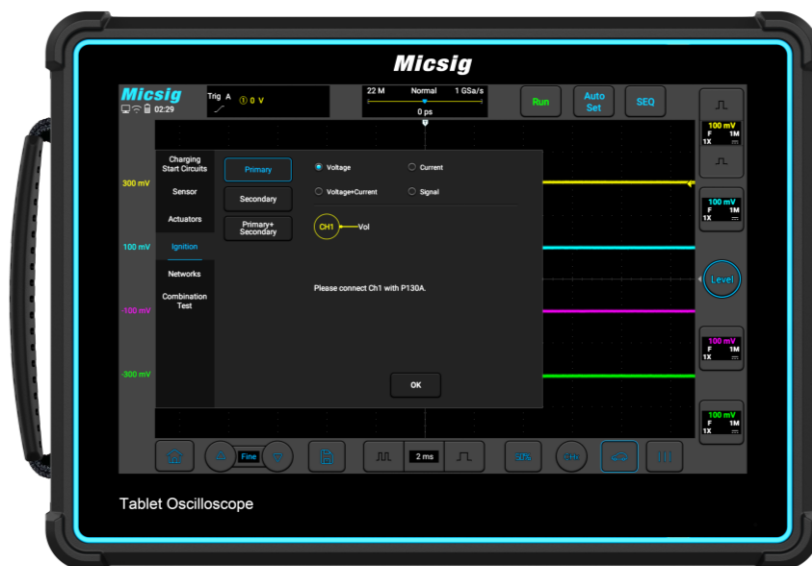 Micsig
Micsig
02:29
Trig A
① 0 V
22 M Normal 1 GSa/s
0 ps
Run
Auto
Set
SEQ
100 mV
F 1M
1X
300 mV
Charging
Start Circuits
Sensor
Actuators
Ignition
Networks
Combination
Test
Primary
Secondary
Primary+
Secondary
Voltage
Current
Voltage+Current
Signal
CH1
Vol
Please connect Ch1 with P130A.
OK
100 mV
F 1M
1X
100 mV
Level
-100 mV
100 mV
F 1M
1X
-300 mV
100 mV
F 1M
1X
Fine
2 ms
50%
Tablet Oscilloscope